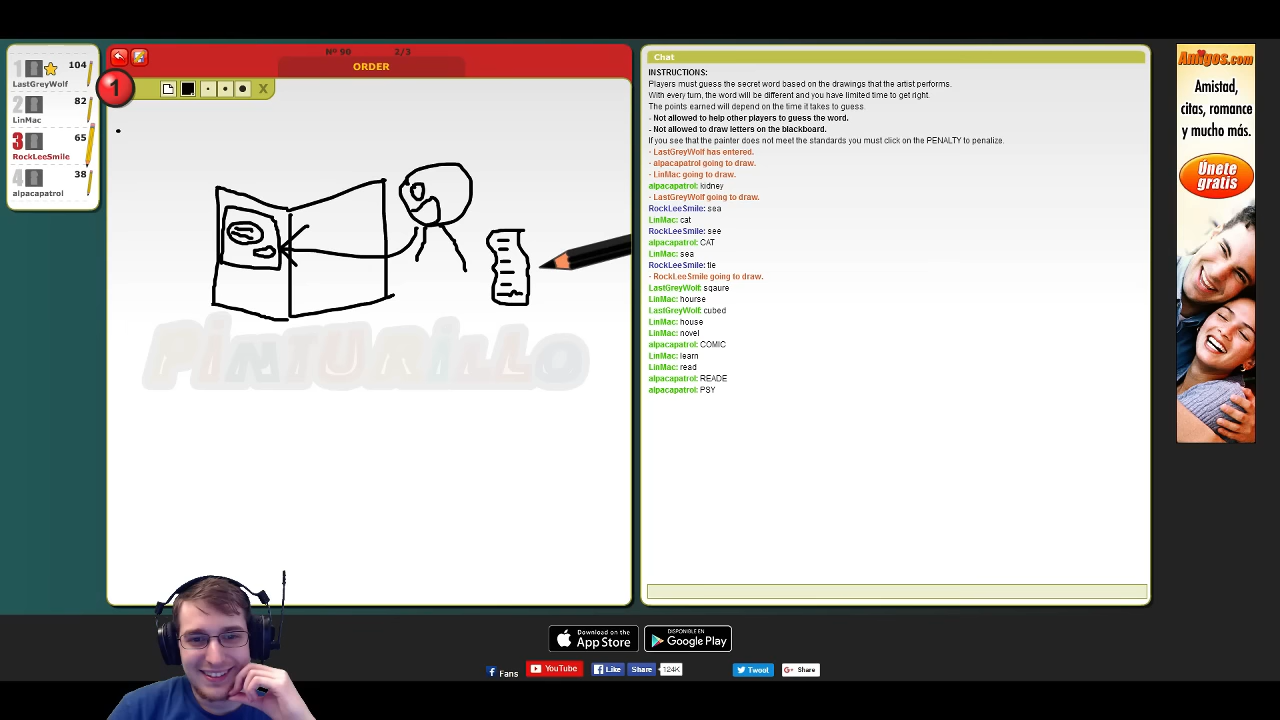 1
104
LastGreyWolf
2
82
LinMac
3
65
RockLeeSmile
4
38
alpacapatrol
Nº 90 2/3
ORDER
1
X
PINTURILLO
Chat
INSTRUCTIONS:
Players must guess the secret word based on the drawings that the artist performs.
With every turn, the word will be different and you have limited time to get right.
The points earned will depend on the time it takes to guess.
- Not allowed to help other players to guess the word.
- Not allowed to draw letters on the blackboard.
If you see that the painter does not meet the standards you must click on the PENALTY to penalize.
- LastGreyWolf has entered.
- alpacapatrol going to draw.
- LinMac going to draw.
alpacapatrol: kidney
- LastGreyWolf going to draw.
RockLeeSmile: sea
LinMac: cat
RockLeeSmile: see
alpacapatrol: CAT
LinMac: sea
RockLeeSmile: tie
- RockLeeSmile going to draw.
LastGreyWolf: sqaure
LinMac: hourse
LastGreyWolf: cubed
LinMac: house
LinMac: novel
alpacapatrol: COMIC
LinMac: learn
LinMac: read
alpacapatrol: READE
alpacapatrol: PSY
Amigos.com
Amistad,
citas, romance
y mucho más.
Únete
gratis
Download on the
App Store
DISPONIBLE EN
Google Play
Fans
YouTube
Like
Share
124K
Tweet
G+ Share